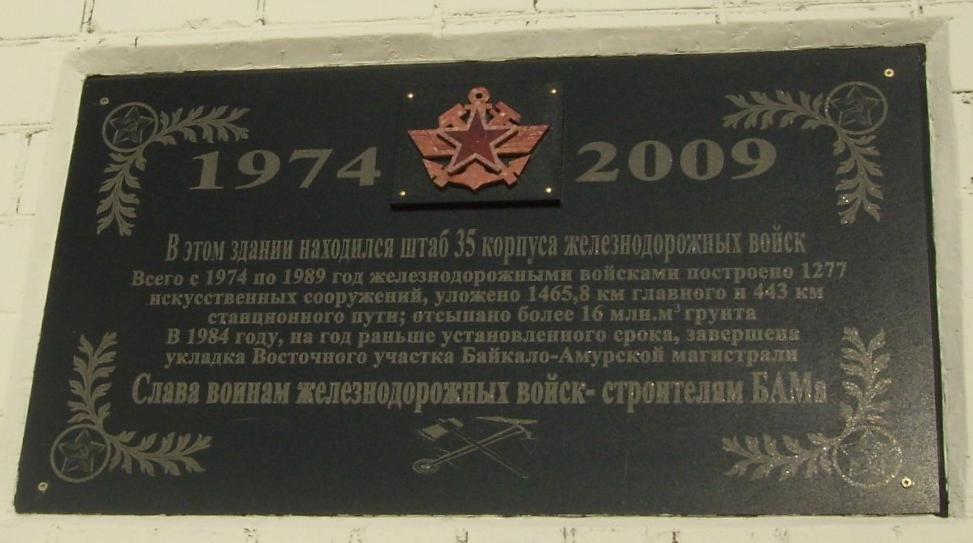 1974 2009
В этом здании находился штаб 35 корпуса железнодорожных войск
Всего с 1974 по 1989 год железнодорожными войсками построено 1277
искусственных сооружений, уложено 1465,8 км главного и 443 км
станционного пути; отсыпано более 16 млн.м³ грунта
В 1984 году, на год раньше установленного срока, завершена
укладка Восточного участка Байкало-Амурской магистрали
Слава воинам железнодорожных войск- строителям БАМа